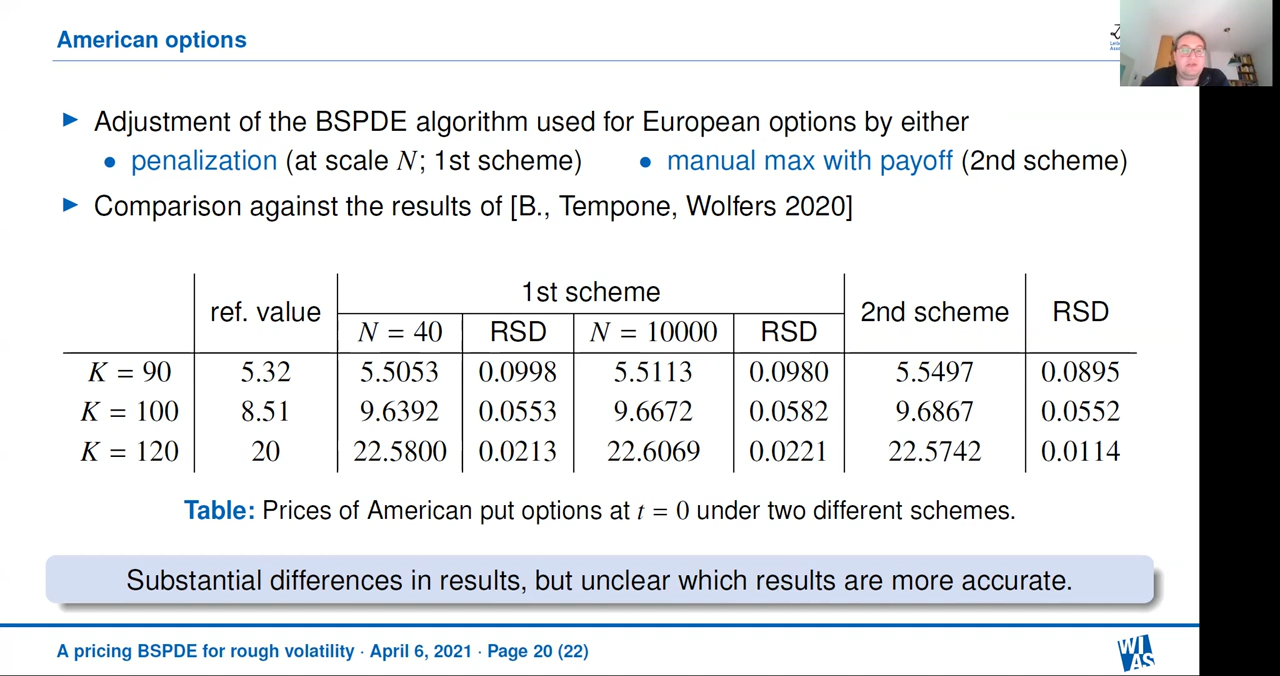 American options
▶ Adjustment of the BSPDE algorithm used for European options by either
• penalization (at scale N; 1st scheme) • manual max with payoff (2nd scheme)
▶ Comparison against the results of [B., Tempone, Wolfers 2020]
ref. value 1st scheme 2nd scheme RSD
N = 40 RSD N = 10000 RSD
K = 90 5.32 5.5053 0.0998 5.5113 0.0980 5.5497 0.0895
K = 100 8.51 9.6392 0.0553 9.6672 0.0582 9.6867 0.0552
K = 120 20 22.5800 0.0213 22.6069 0.0221 22.5742 0.0114
Table: Prices of American put options at t = 0 under two different schemes.
Substantial differences in results, but unclear which results are more accurate.
A pricing BSPDE for rough volatility · April 6, 2021 · Page 20 (22)
WIAS